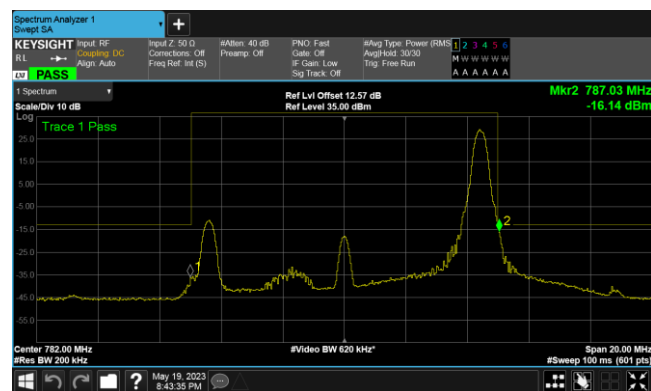 Spectrum Analyzer 1
Swept SA
+
KEYSIGHT
RL
LXI PASS
Input: RF
Coupling: DC
Align: Auto
Input Z: 50 Ω
Corrections: Off
Freq Ref: Int (S)
#Atten: 40 dB
Preamp: Off
PNO: Fast
Gate: Off
IF Gain: Low
Sig Track: Off
#Avg Type: Power (RMS
Avg|Hold: 30/30
Trig: Free Run
1 2 3 4 5 6
M W W W W W
A A A A A A
1 Spectrum
Scale/Div 10 dB
Ref Lvl Offset 12.57 dB
Ref Level 35.00 dBm
Mkr2 787.03 MHz
-16.14 dBm
Log
Trace 1 Pass
25.0
15.0
5.00
-5.00
-15.0
-25.0
-35.0
-45.0
-55.0
1
2
Center 782.00 MHz
#Res BW 200 kHz
#Video BW 620 kHz*
Span 20.00 MHz
#Sweep 100 ms (601 pts)
?
May 19, 2023
8:43:35 PM